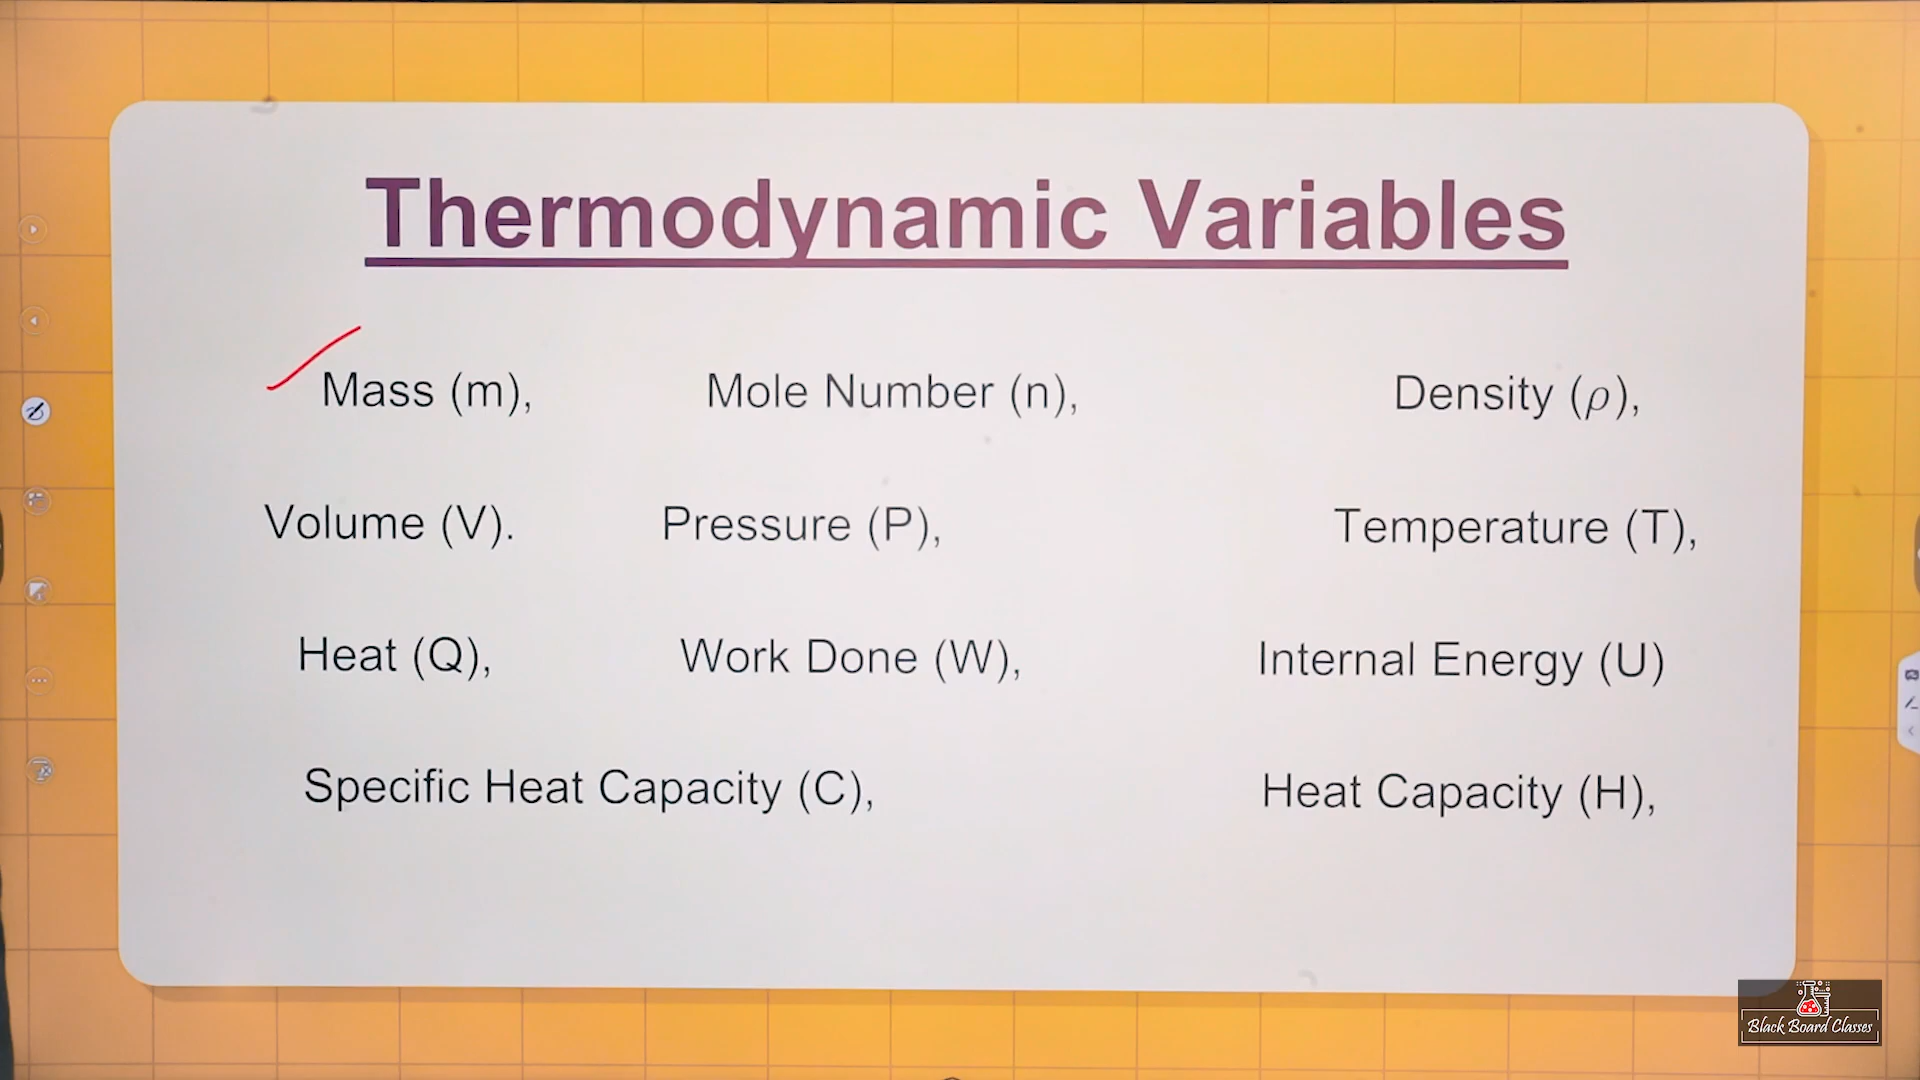 Thermodynamic Variables
Mass (m), Mole Number (n), Density (ρ),
Volume (V). Pressure (P), Temperature (T),
Heat (Q), Work Done (W), Internal Energy (U)
Specific Heat Capacity (C), Heat Capacity (H),
Black Board Classes